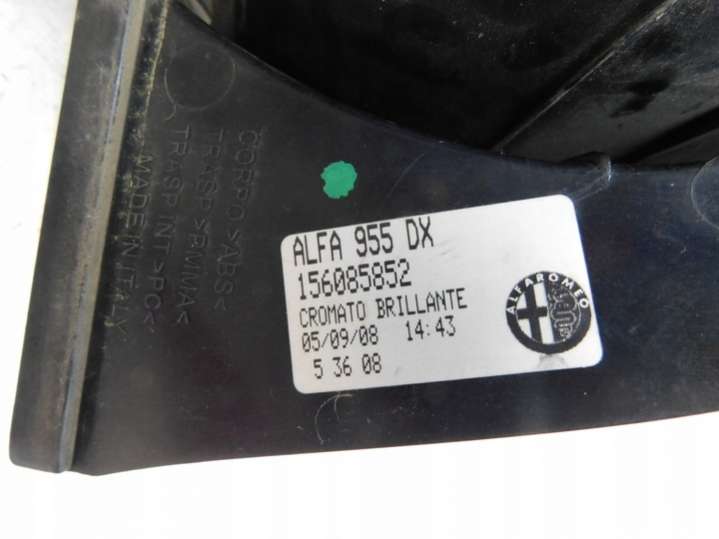 CORPO >ABS<
TRASP >PMMA<
TRASP INT >PC<
MADE IN ITALY
ALFA 955 DX
156085852
CROMATO BRILLANTE
05/09/08 14:43
5 36 08
ALFA ROMEO